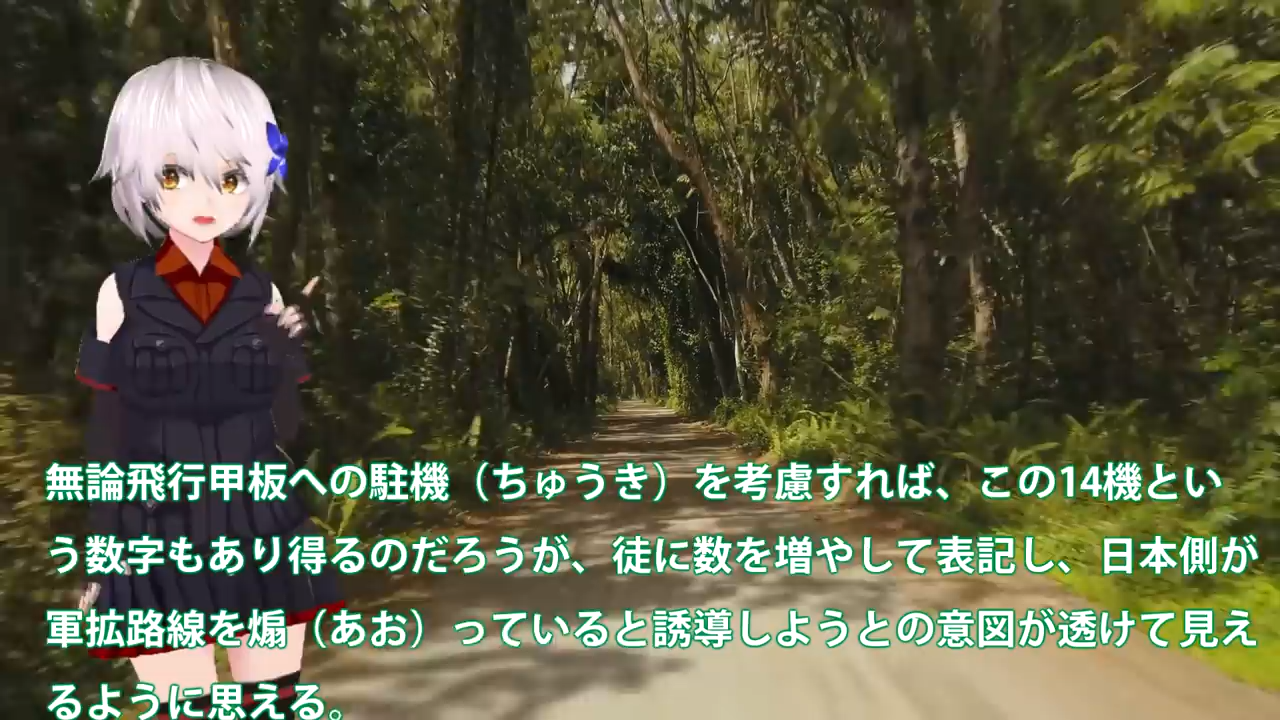 無論飛行甲板への駐機（ちゅうき）を考慮すれば、この14機とい
う数字もあり得るのだろうが、徒に数を増やして表記し、日本側が
軍拡路線を煽（あお）っていると誘導しようとの意図が透けて見え
るように思える。